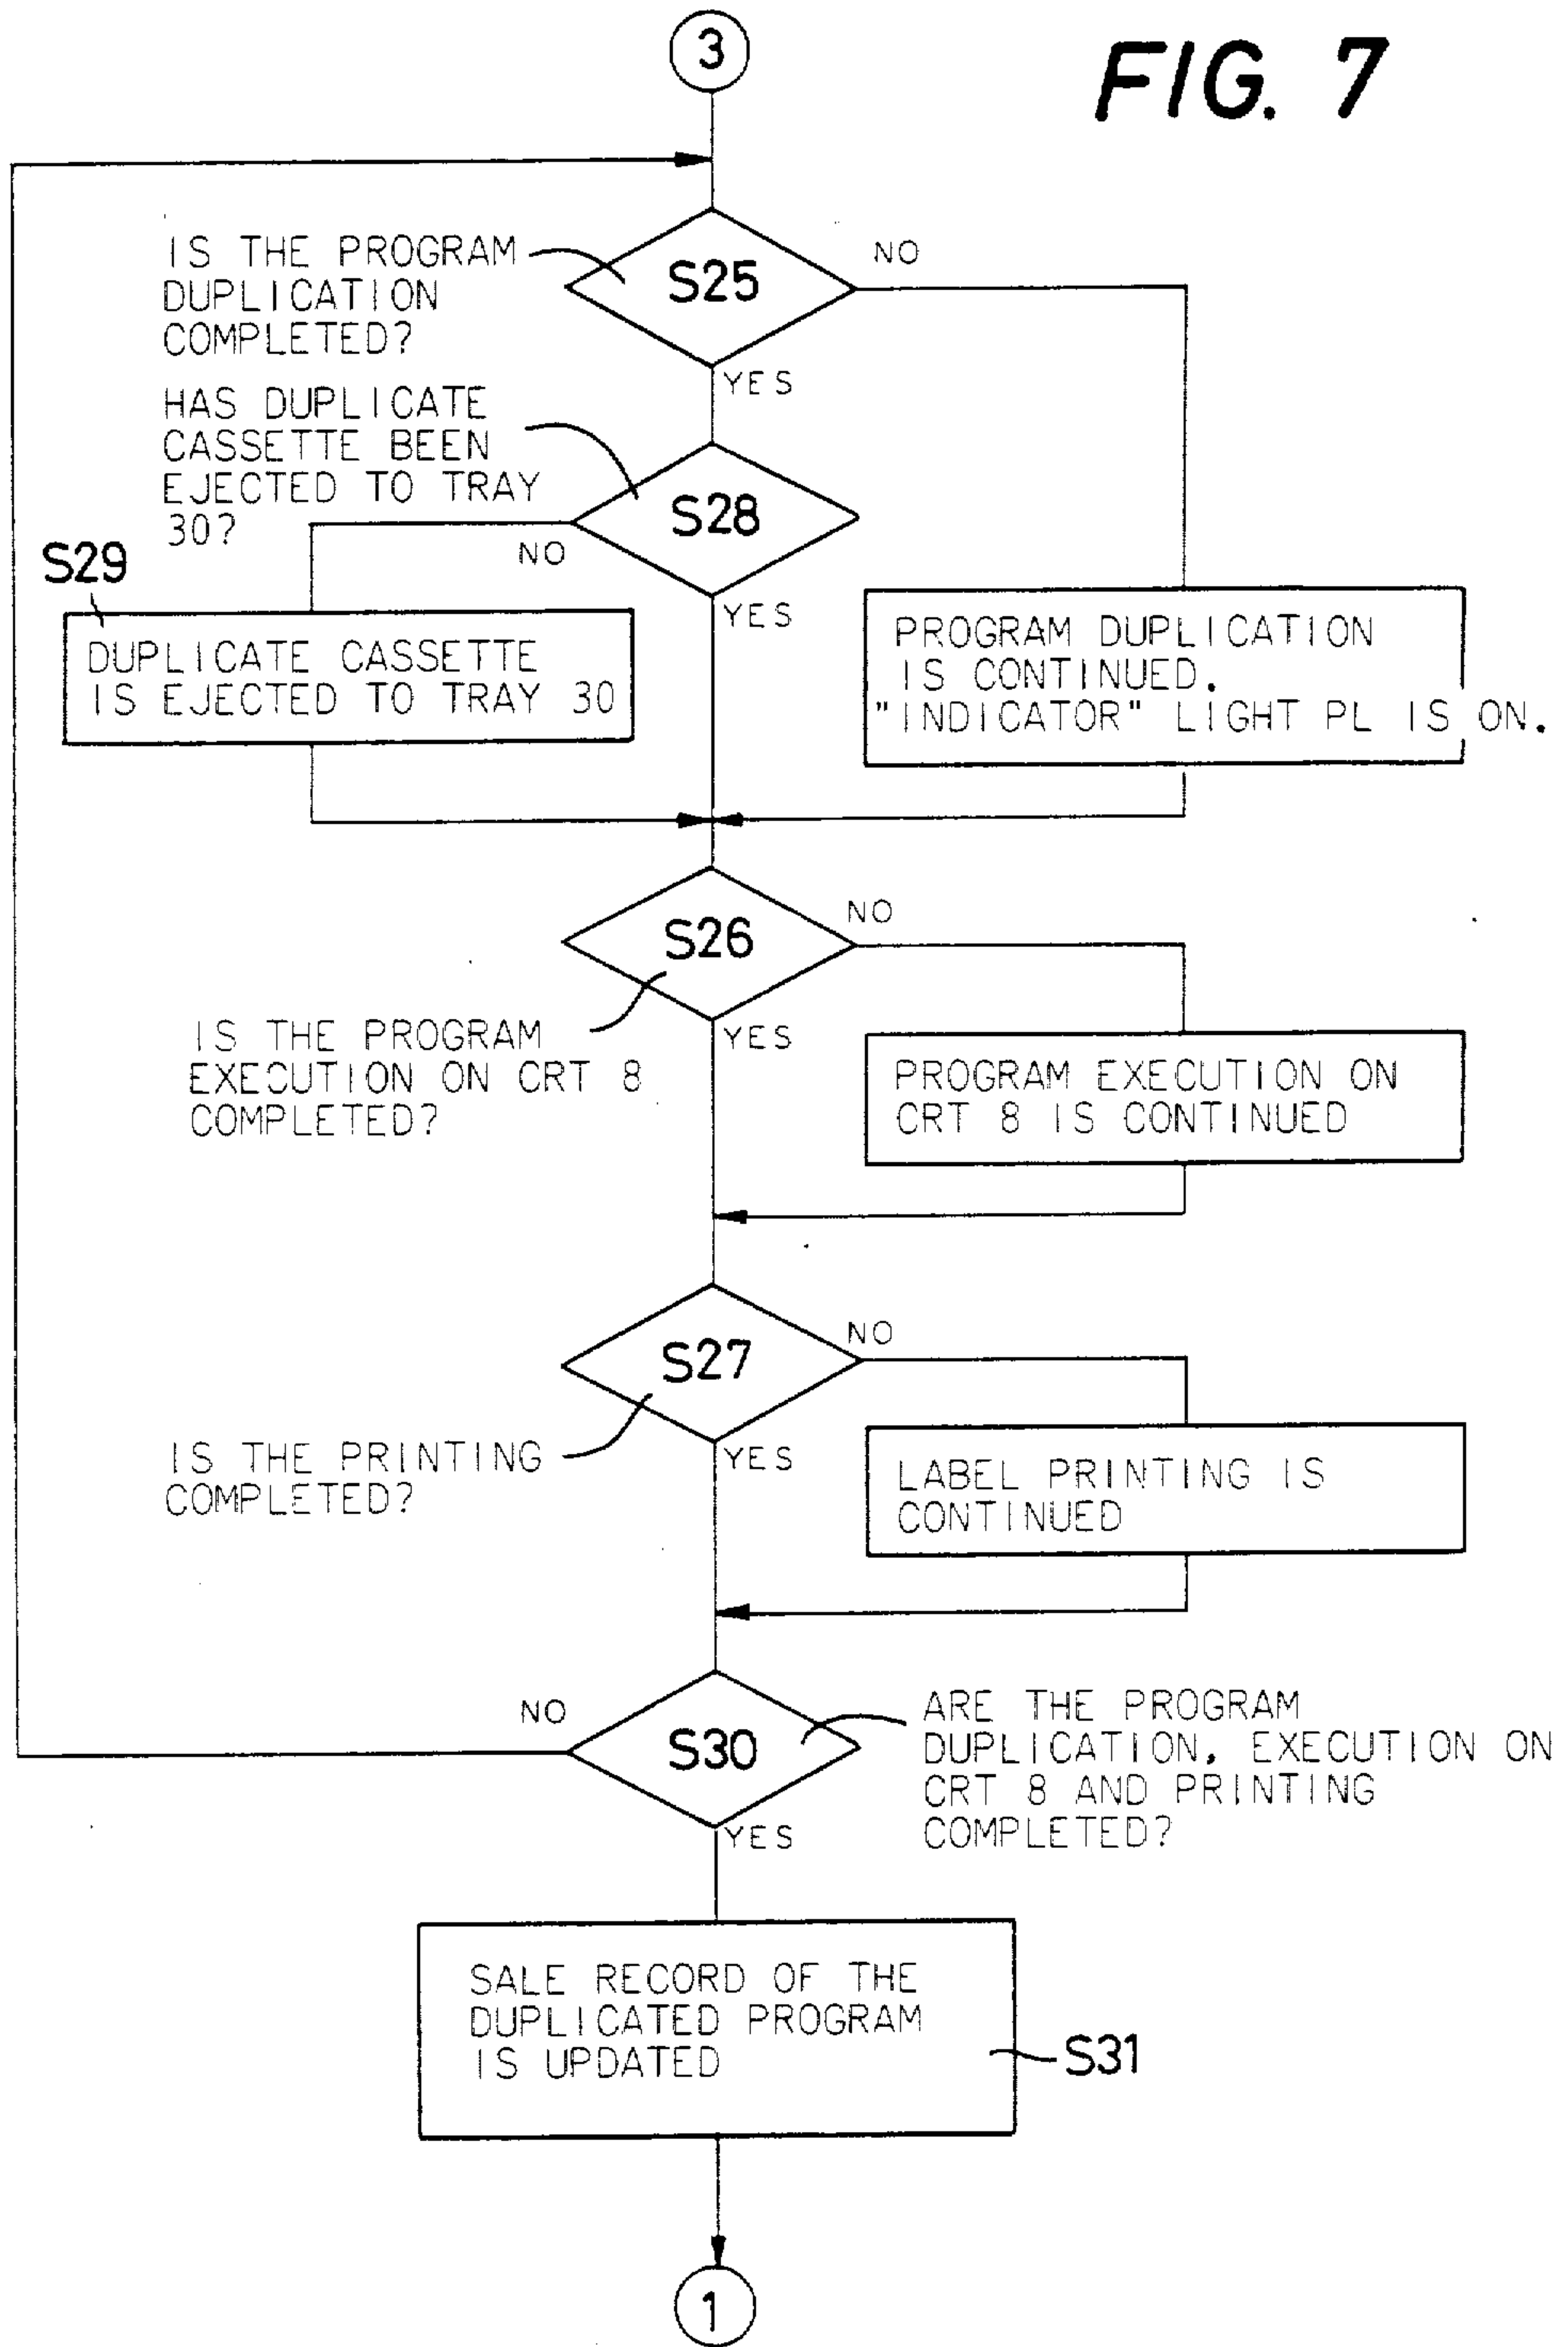 3
FIG. 7
IS THE PROGRAM
DUPLICATION
COMPLETED?
S25
NO
YES
HAS DUPLICATE
CASSETTE BEEN
EJECTED TO TRAY
30?
S28
NO
YES
S29
DUPLICATE CASSETTE
IS EJECTED TO TRAY 30
PROGRAM DUPLICATION
IS CONTINUED.
"INDICATOR" LIGHT PL IS ON.
S26
NO
YES
IS THE PROGRAM
EXECUTION ON CRT 8
COMPLETED?
PROGRAM EXECUTION ON
CRT 8 IS CONTINUED
S27
NO
YES
IS THE PRINTING
COMPLETED?
LABEL PRINTING IS
CONTINUED
NO
S30
YES
ARE THE PROGRAM
DUPLICATION, EXECUTION ON
CRT 8 AND PRINTING
COMPLETED?
SALE RECORD OF THE
DUPLICATED PROGRAM
IS UPDATED
S31
1